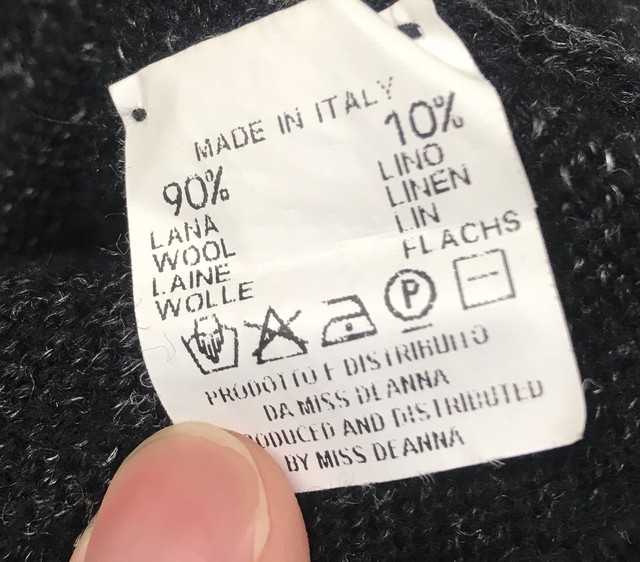 MADE IN ITALY
90%
LANA
WOOL
LAINE
WOLLE
10%
LINO
LINEN
LIN
FLACHS
P
PRODOTTO E DISTRIBUITO
DA MISS DEANNA
ODUCED AND DISTRIBUTED
BY MISS DEANNA